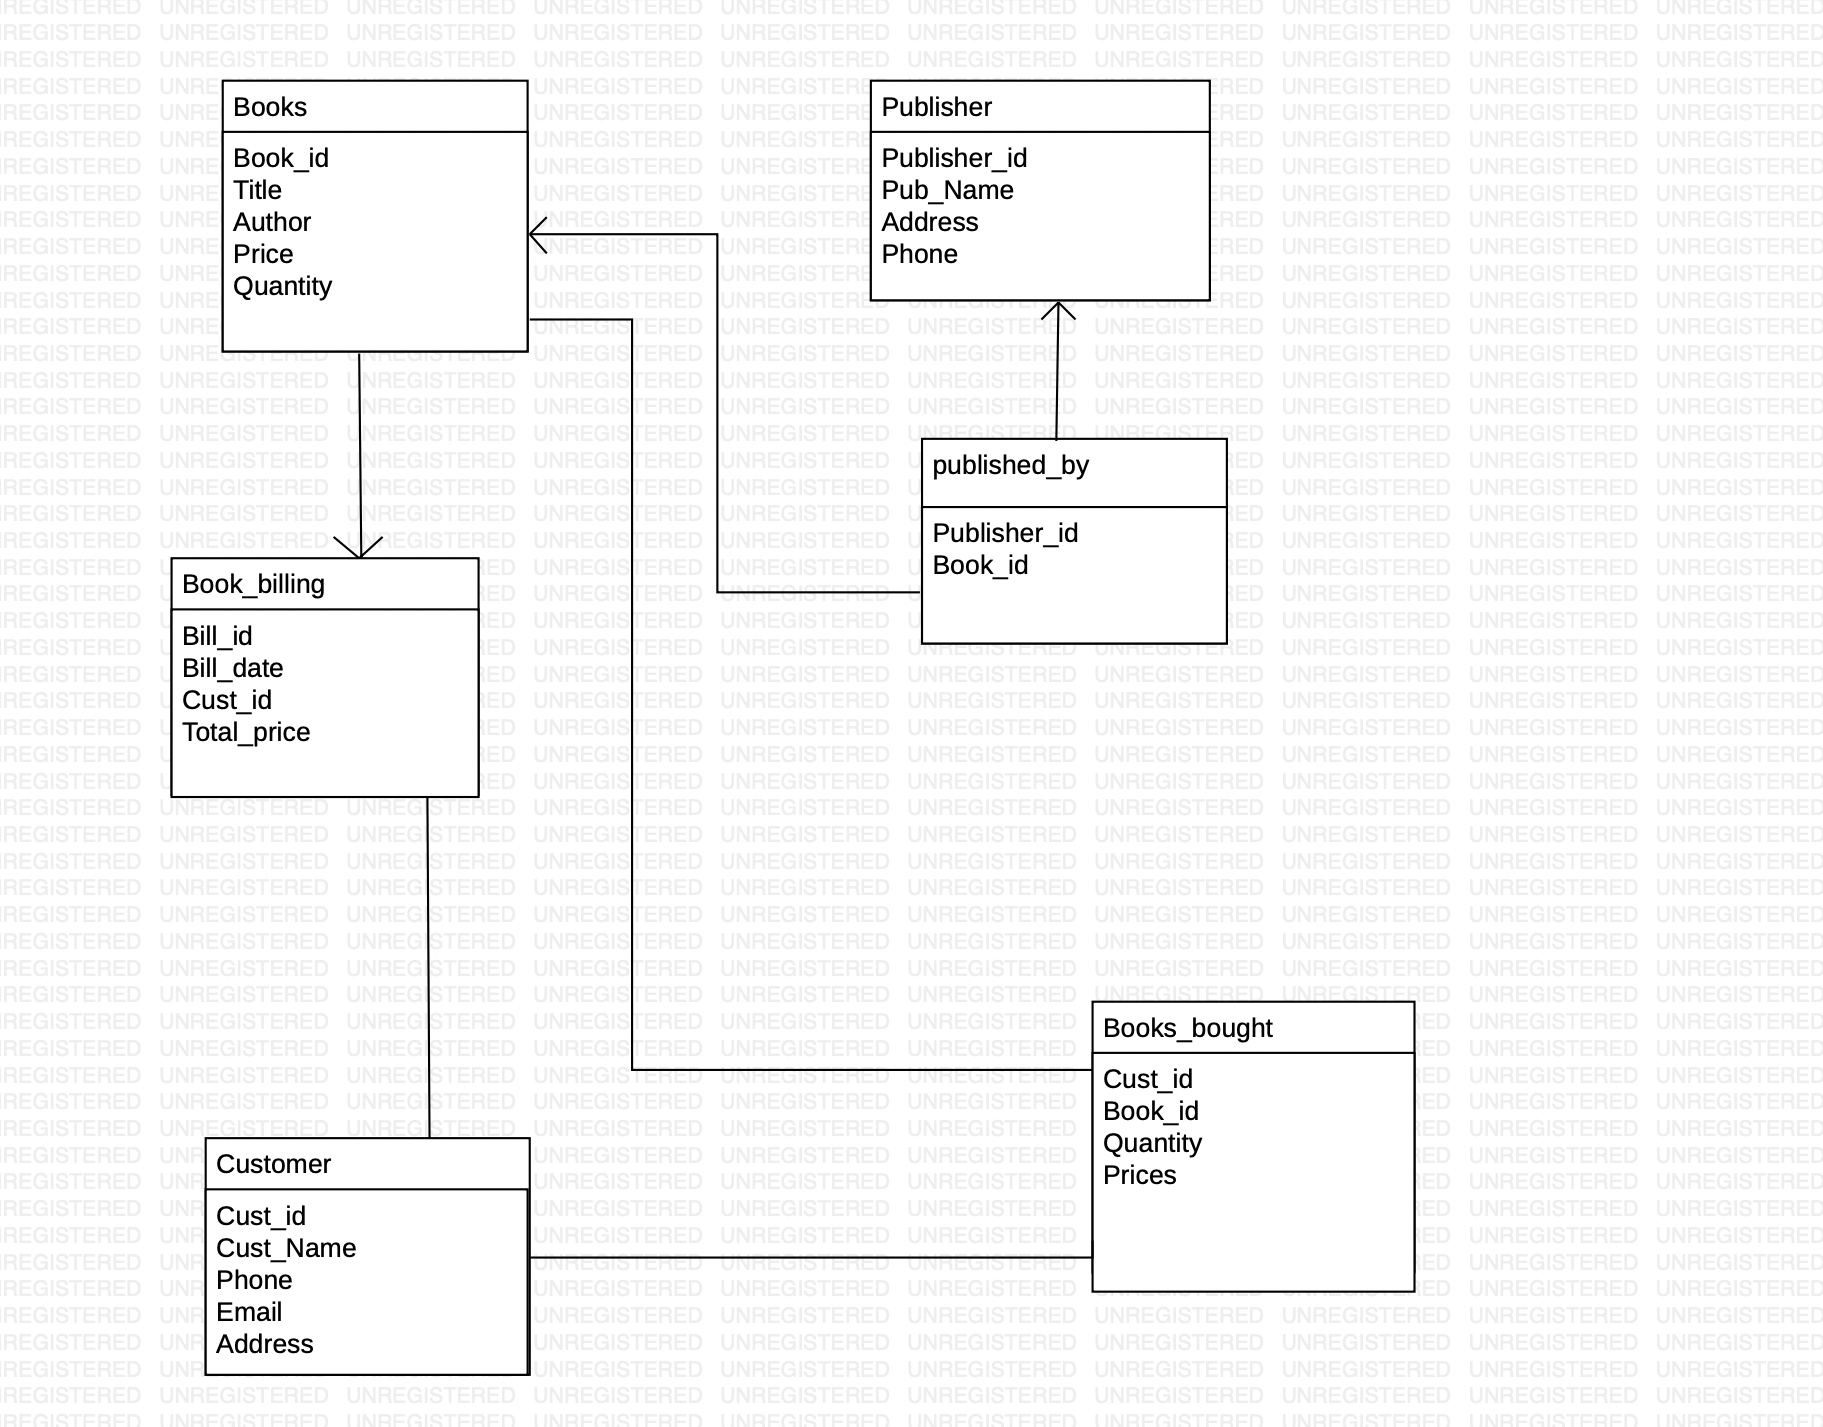 Books
Book_id
Title
Author
Price
Quantity
Publisher
Publisher_id
Pub_Name
Address
Phone
published_by
Publisher_id
Book_id
Book_billing
Bill_id
Bill_date
Cust_id
Total_price
Books_bought
Cust_id
Book_id
Quantity
Prices
Customer
Cust_id
Cust_Name
Phone
Email
Address
UNREGISTERED